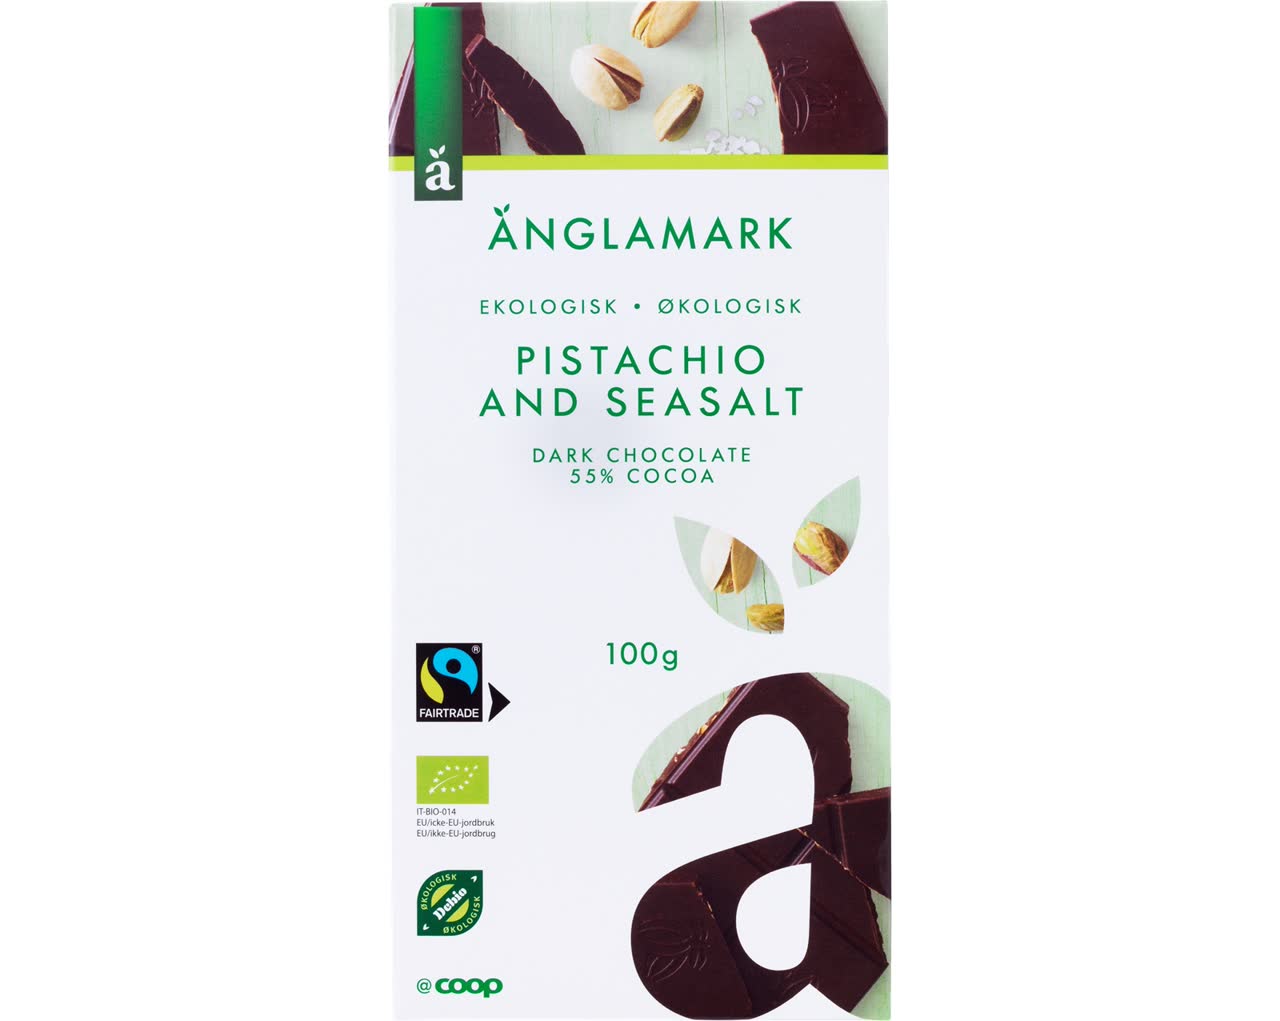 ä
ÄNGLAMARK
EKOLOGISK • ØKOLOGISK
PISTACHIO
AND SEASALT
DARK CHOCOLATE
55% COCOA
100g
®
FAIRTRADE
IT-BIO-014
EU/icke-EU-jordbruk
EU/ikke-EU-jordbrug
ØKOLOGISK
Debio
ØKOLOGISK
@ coop
a